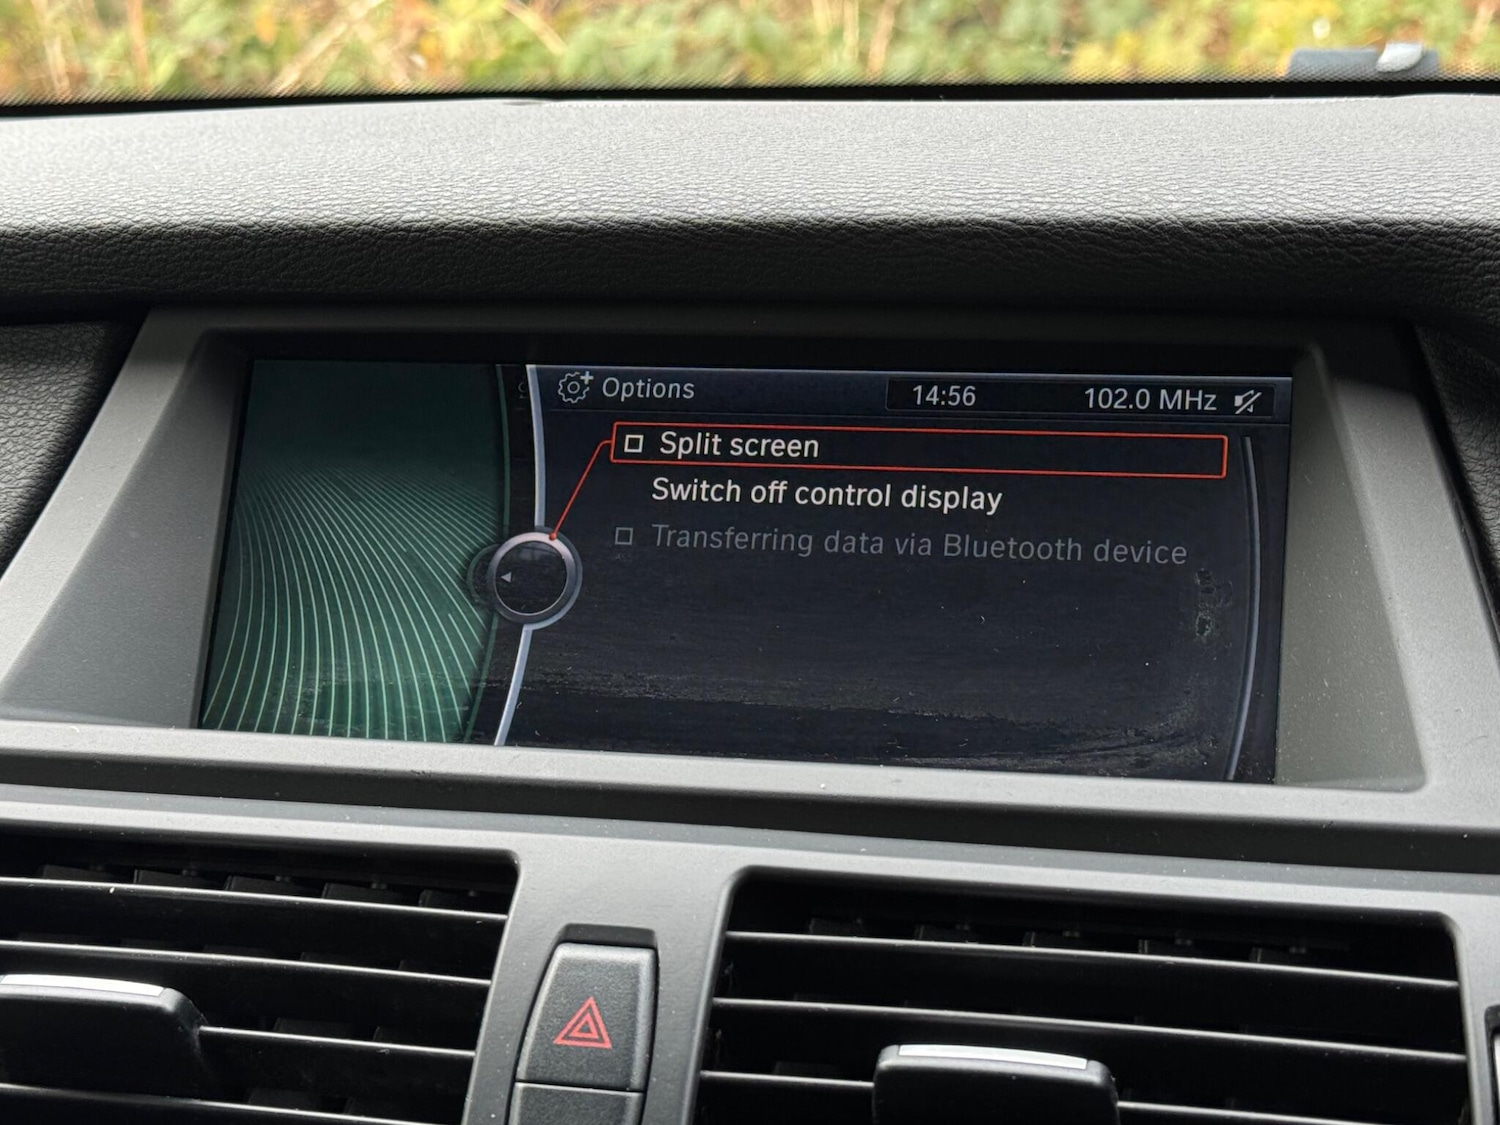 Options
14:56
102.0 MHz
Split screen
Switch off control display
Transferring data via Bluetooth device